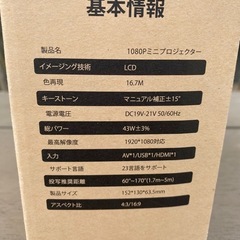 基本情報
製品名 1080Pミニプロジェクター
イメージング技術 LCD
色再現 16.7M
キーストーン マニュアル補正±15°
電源電圧 DC19V-21V 50/60Hz
総パワー 43W±3%
最高解像度 1920*1080対応
入力 AV*1/USB*1/HDMI*1
サポート言語 23言語をサポート
投写推奨距離 60"~170"(1.7m~5m)
製品サイズ 152*130*63.5mm
アスペクト比 4:3/16:9